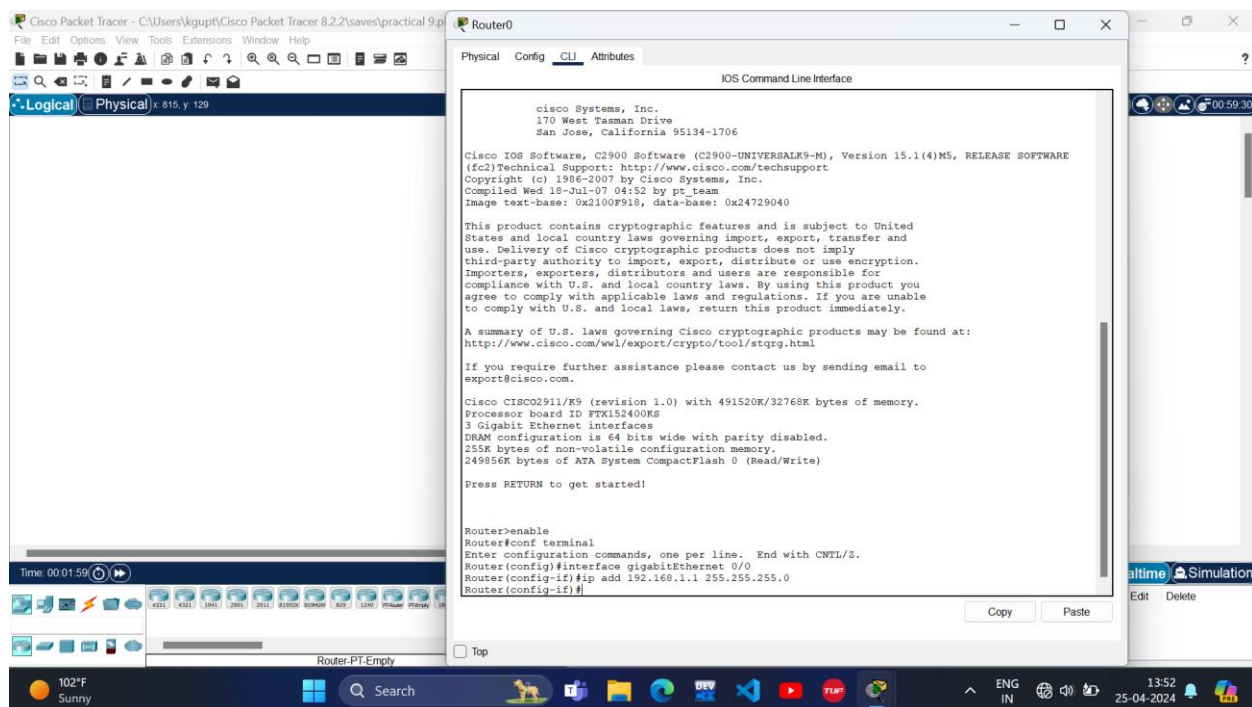 Cisco Packet Tracer - C:\Users\kgupt\Cisco Packet Tracer 8.2.2\saves\practical 9.p
File Edit Options View Tools Extensions Window Help
?
Logical Physical x: 815, y: 129
00:59:30
Router0
Physical Config CLI Attributes
IOS Command Line Interface
cisco Systems, Inc.
170 West Tasman Drive
San Jose, California 95134-1706
Cisco IOS Software, C2900 Software (C2900-UNIVERSALK9-M), Version 15.1(4)M5, RELEASE SOFTWARE
(fc2)Technical Support: http://www.cisco.com/techsupport
Copyright (c) 1986-2007 by Cisco Systems, Inc.
Compiled Wed 18-Jul-07 04:52 by pt_team
Image text-base: 0x2100F918, data-base: 0x24729040
This product contains cryptographic features and is subject to United
States and local country laws governing import, export, transfer and
use. Delivery of Cisco cryptographic products does not imply
third-party authority to import, export, distribute or use encryption.
Importers, exporters, distributors and users are responsible for
compliance with U.S. and local country laws. By using this product you
agree to comply with applicable laws and regulations. If you are unable
to comply with U.S. and local laws, return this product immediately.
A summary of U.S. laws governing Cisco cryptographic products may be found at:
http://www.cisco.com/wwl/export/crypto/tool/stqrg.html
If you require further assistance please contact us by sending email to
export@cisco.com.
Cisco CISCO2911/K9 (revision 1.0) with 491520K/32768K bytes of memory.
Processor board ID FTX152400KS
3 Gigabit Ethernet interfaces
DRAM configuration is 64 bits wide with parity disabled.
255K bytes of non-volatile configuration memory.
249856K bytes of ATA System CompactFlash 0 (Read/Write)
Press RETURN to get started!
Router>enable
Router#conf terminal
Enter configuration commands, one per line. End with CNTL/Z.
Router(config)#interface gigabitEthernet 0/0
Router(config-if)#ip add 192.168.1.1 255.255.255.0
Router(config-if)#
Copy Paste
Top
Time: 00:01:59
altime Simulation
Edit Delete
4331 4321 1941 2901 2911 819IOX 819HGW 829 1240 PT-Router PT-Empty
Router-PT-Empty
102°F
Sunny
Search
DEV
TUF
ENG
IN
13:52
25-04-2024
PRE